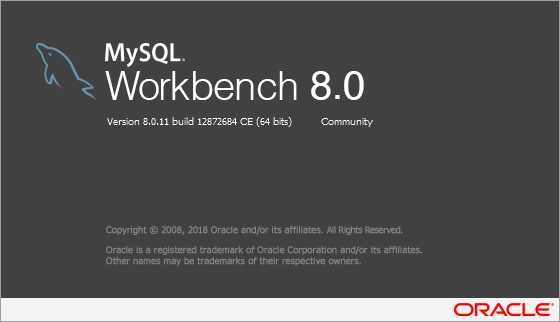 MySQL®
Workbench 8.0
Version 8.0.11 build 12872684 CE (64 bits) Community
Copyright © 2008, 2018 Oracle and/or its affiliates. All Rights Reserved.
Oracle is a registered trademark of Oracle Corporation and/or its affiliates.
Other names may be trademarks of their respective owners.
ORACLE®